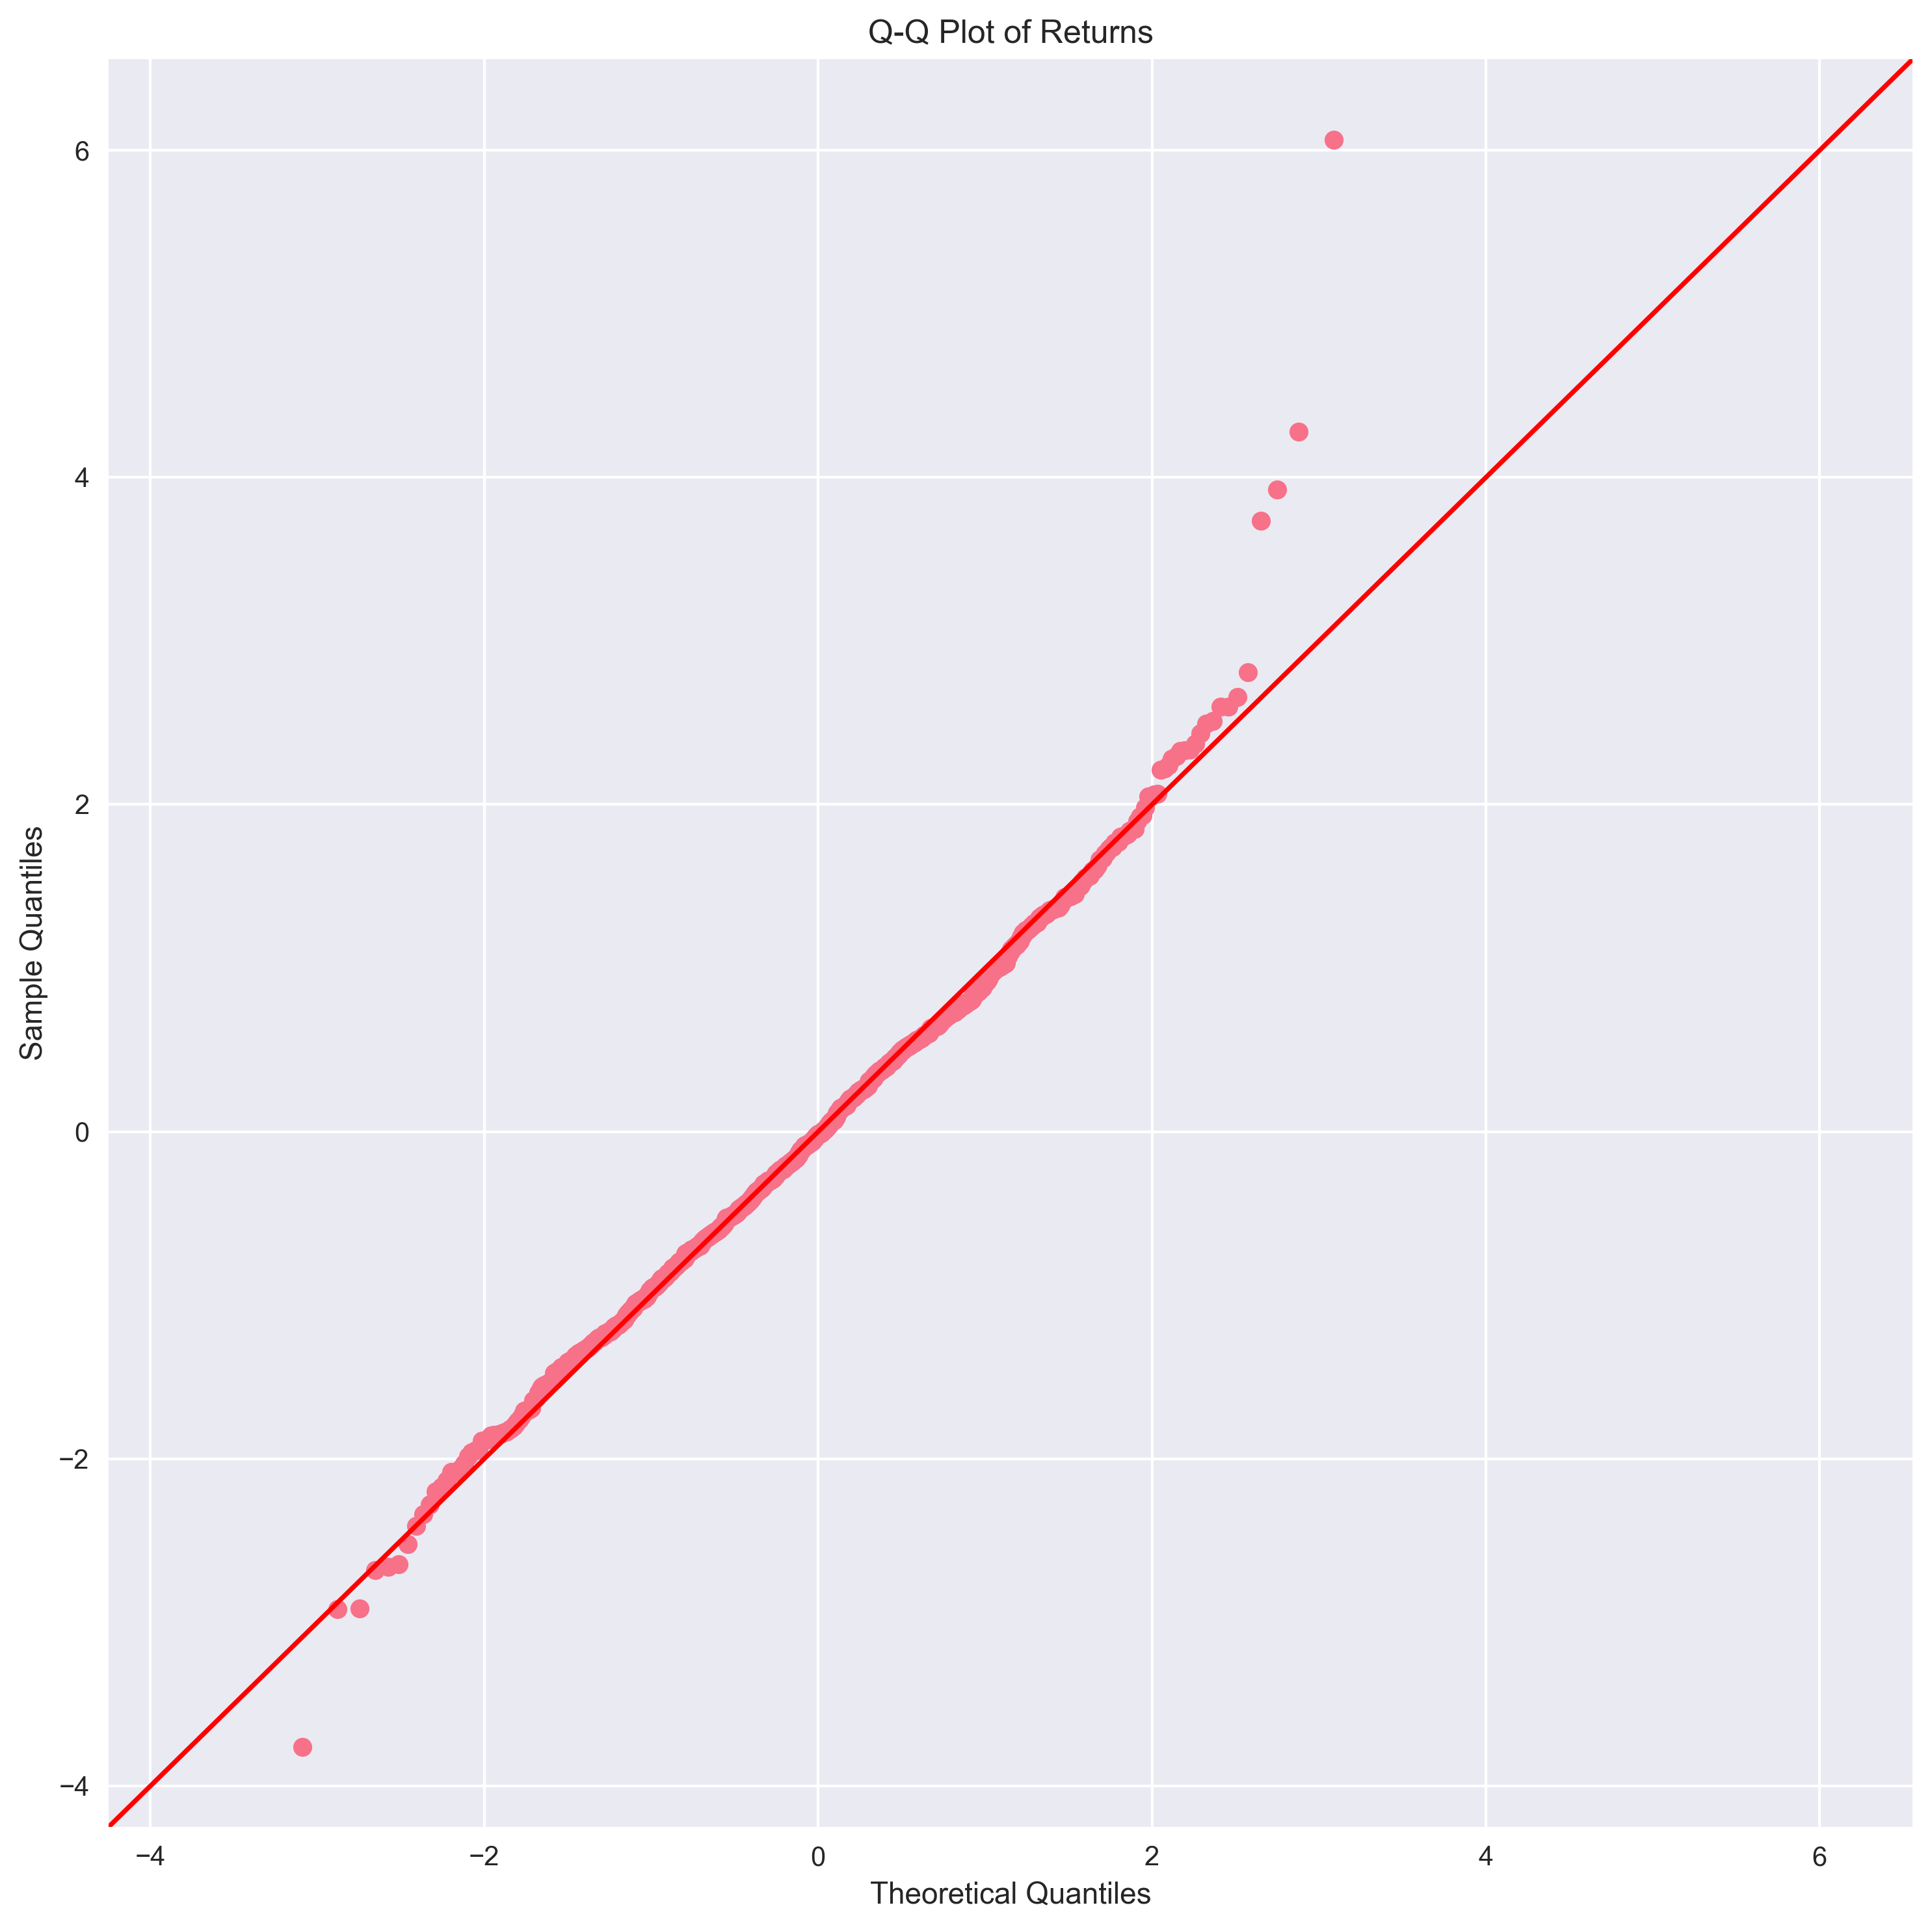 Q-Q Plot of Returns
6
4
2
0
−2
−4
Sample Quantiles
−4 −2 0 2 4 6
Theoretical Quantiles